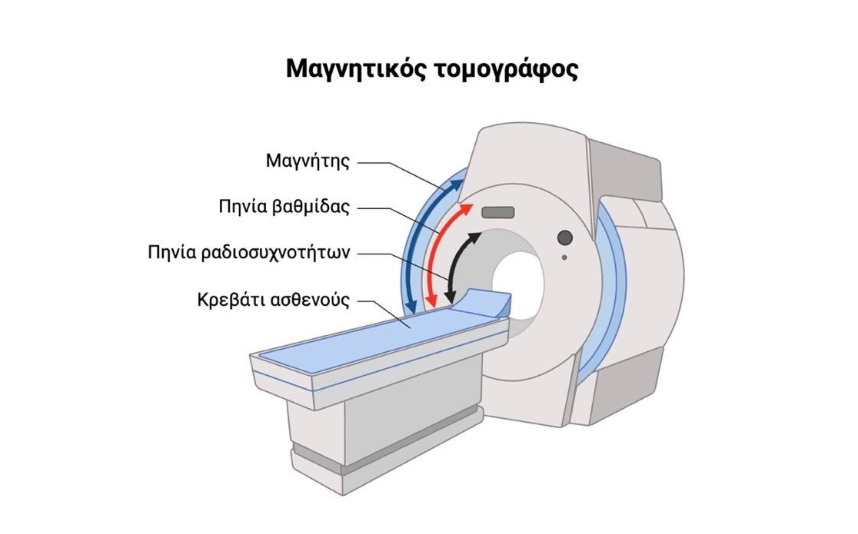 Μαγνητικός τομογράφος
Μαγνήτης
Πηνία βαθμίδας
Πηνία ραδιοσυχνοτήτων
Κρεβάτι ασθενούς